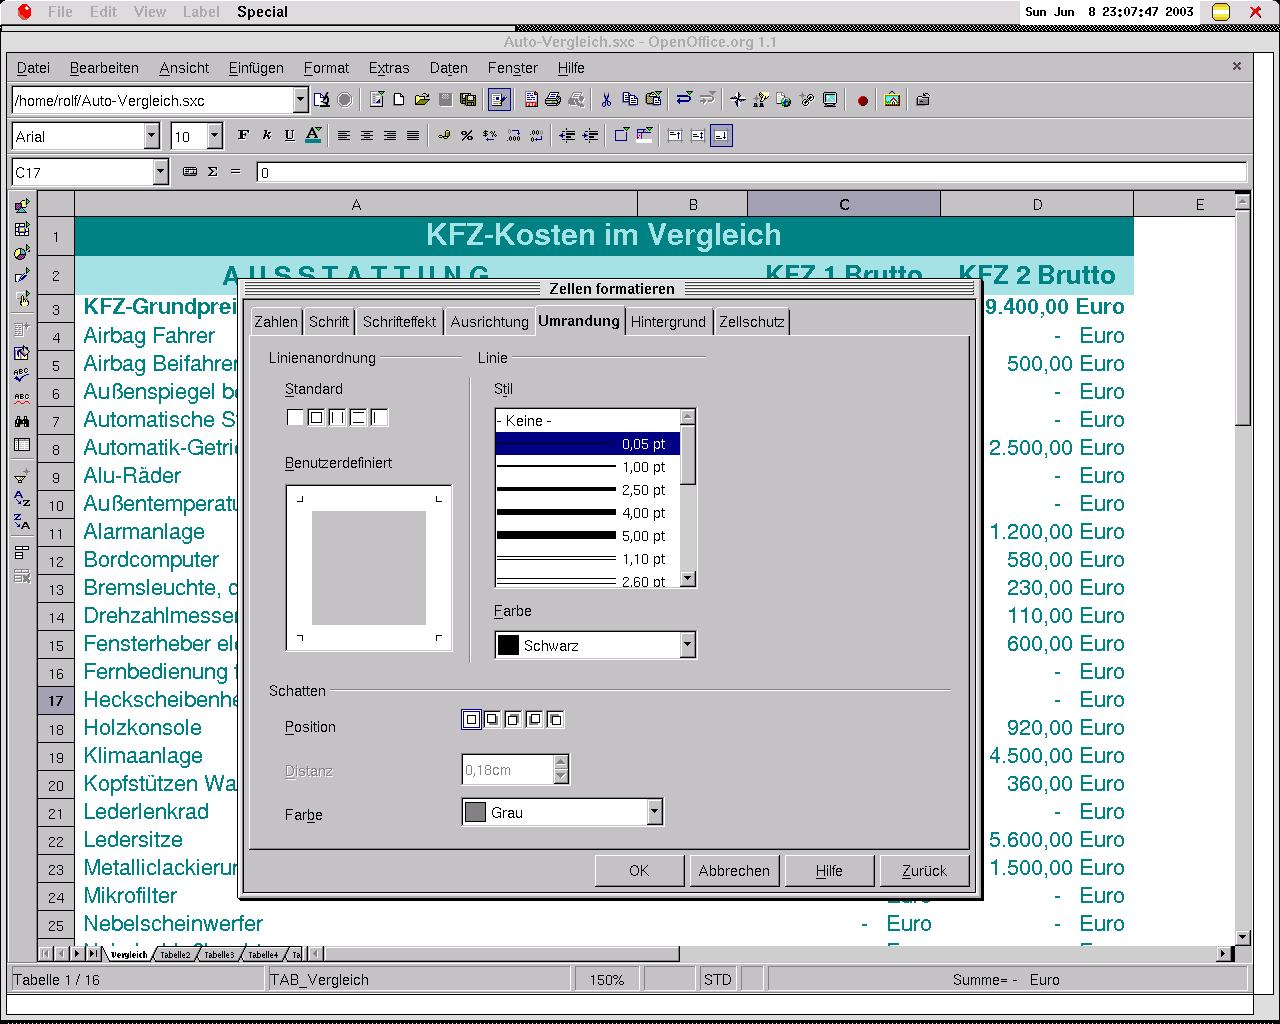 File Edit View Label Special Sun Jun 8 23:07:47 2003
Auto-Vergleich.sxc - OpenOffice.org 1.1
Datei Bearbeiten Ansicht Einfügen Format Extras Daten Fenster Hilfe
/home/rolf/Auto-Vergleich.sxc
Arial 10 F k U A
C17 Σ = 0
A B C D E
1 KFZ-Kosten im Vergleich
2 A U S S T A T T U N G KFZ 1 Brutto KFZ 2 Brutto
Zellen formatieren
3 KFZ-Grundprei 9.400,00 Euro
Zahlen Schrift Schrifteffekt Ausrichtung Umrandung Hintergrund Zellschutz
4 Airbag Fahrer - Euro
5 Airbag Beifahrer 500,00 Euro
6 Außenspiegel be - Euro
7 Automatische S - Euro
8 Automatik-Getrie 2.500,00 Euro
9 Alu-Räder - Euro
10 Außentemperatu - Euro
11 Alarmanlage 1.200,00 Euro
12 Bordcomputer 580,00 Euro
13 Bremsleuchte, 230,00 Euro
14 Drehzahlmesser 110,00 Euro
15 Fensterheber ele 600,00 Euro
16 Fernbedienung - Euro
17 Heckscheibenhe - Euro
18 Holzkonsole 920,00 Euro
19 Klimaanlage 4.500,00 Euro
20 Kopfstützen Wa 360,00 Euro
21 Lederlenkrad - Euro
22 Ledersitze 5.600,00 Euro
23 Metalliclackierun 1.500,00 Euro
24 Mikrofilter Euro - Euro
25 Nebelscheinwerfer - Euro - Euro
Linienanordnung Linie
Standard Stil
- Keine -
0,05 pt
1,00 pt
2,50 pt
4,00 pt
5,00 pt
1,10 pt
2,60 pt
Benutzerdefiniert
Farbe
Schwarz
Schatten
Position
Distanz 0,18cm
Farbe Grau
OK Abbrechen Hilfe Zurück
Vergleich Tabelle2 Tabelle3 Tabelle4 Ta
Tabelle 1 / 16 TAB_Vergleich 150% STD Summe= - Euro